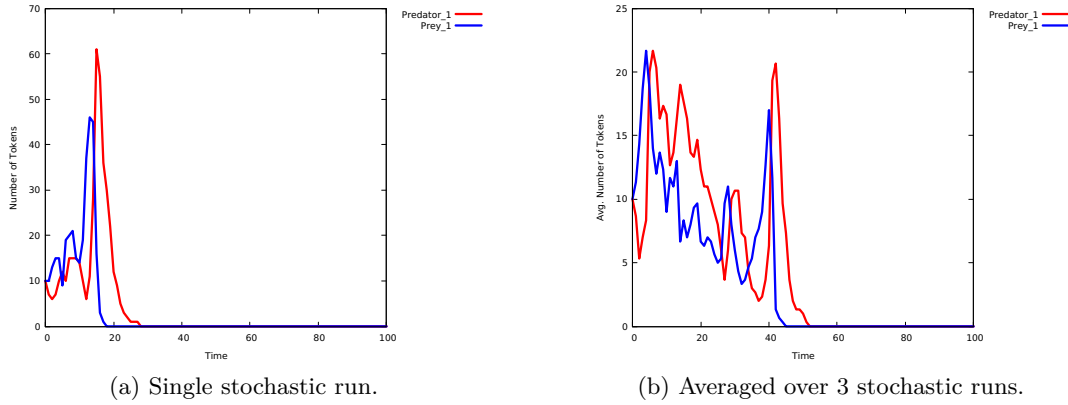 70
60
50
40
30
20
10
0
Number of Tokens
0 20 40 60 80 100
Time
Predator_1
Prey_1
(a) Single stochastic run.
25
20
15
10
5
0
Avg. Number of Tokens
0 20 40 60 80 100
Time
Predator_1
Prey_1
(b) Averaged over 3 stochastic runs.